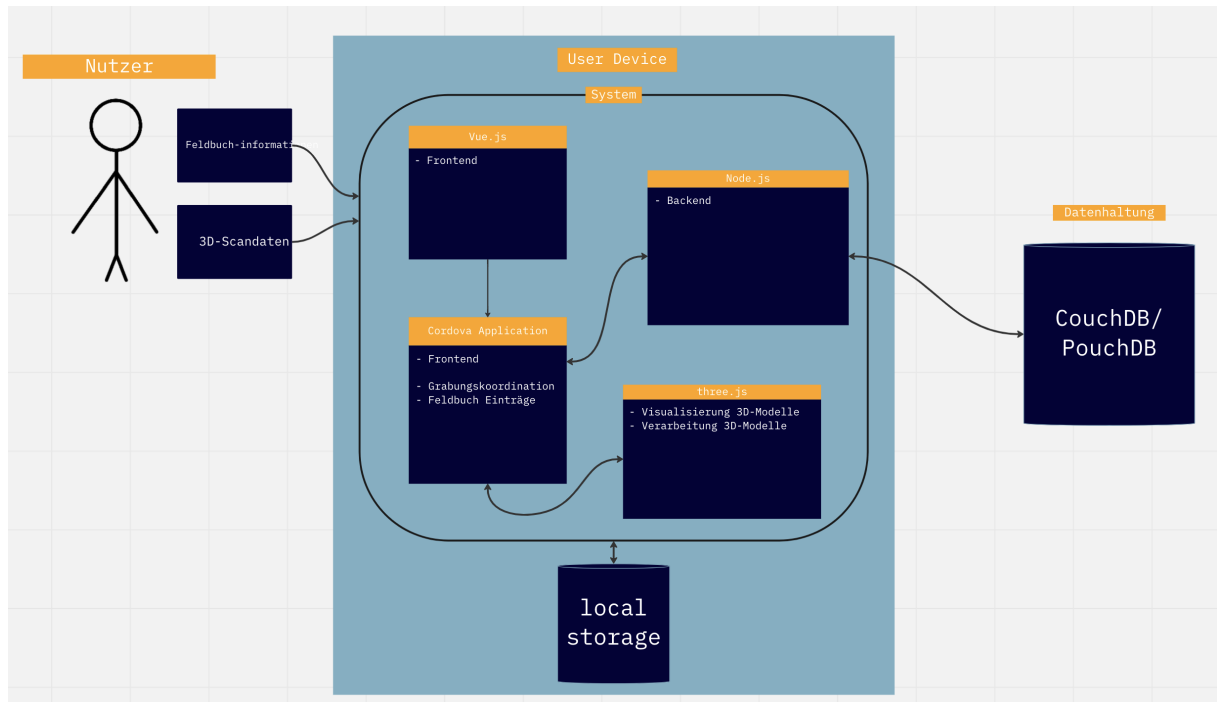 Nutzer
Feldbuch-informati
3D-Scandaten
User Device
System
Vue.js
- Frontend
Cordova Application
- Frontend
- Grabungskoordination
- Feldbuch Einträge
Node.js
- Backend
three.js
- Visualisierung 3D-Modelle
- Verarbeitung 3D-Modelle
local
storage
Datenhaltung
CouchDB/
PouchDB